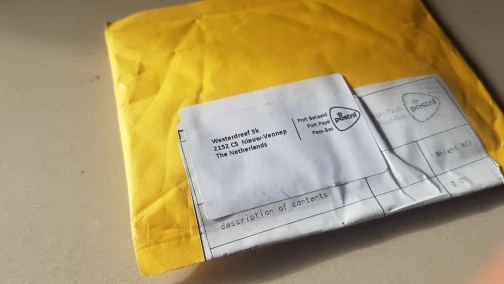 Westerdreef 5k
2152 CS Nieuw-Vennep
The Netherlands
Port Betaald
Port Payé
Pays-Bas
postnl
postnl
description of contents